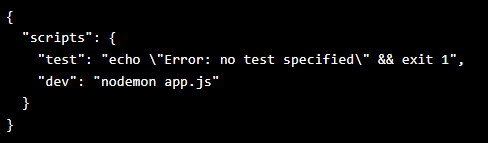 {
  "scripts": {
    "test": "echo \"Error: no test specified\" && exit 1",
    "dev": "nodemon app.js"
  }
}